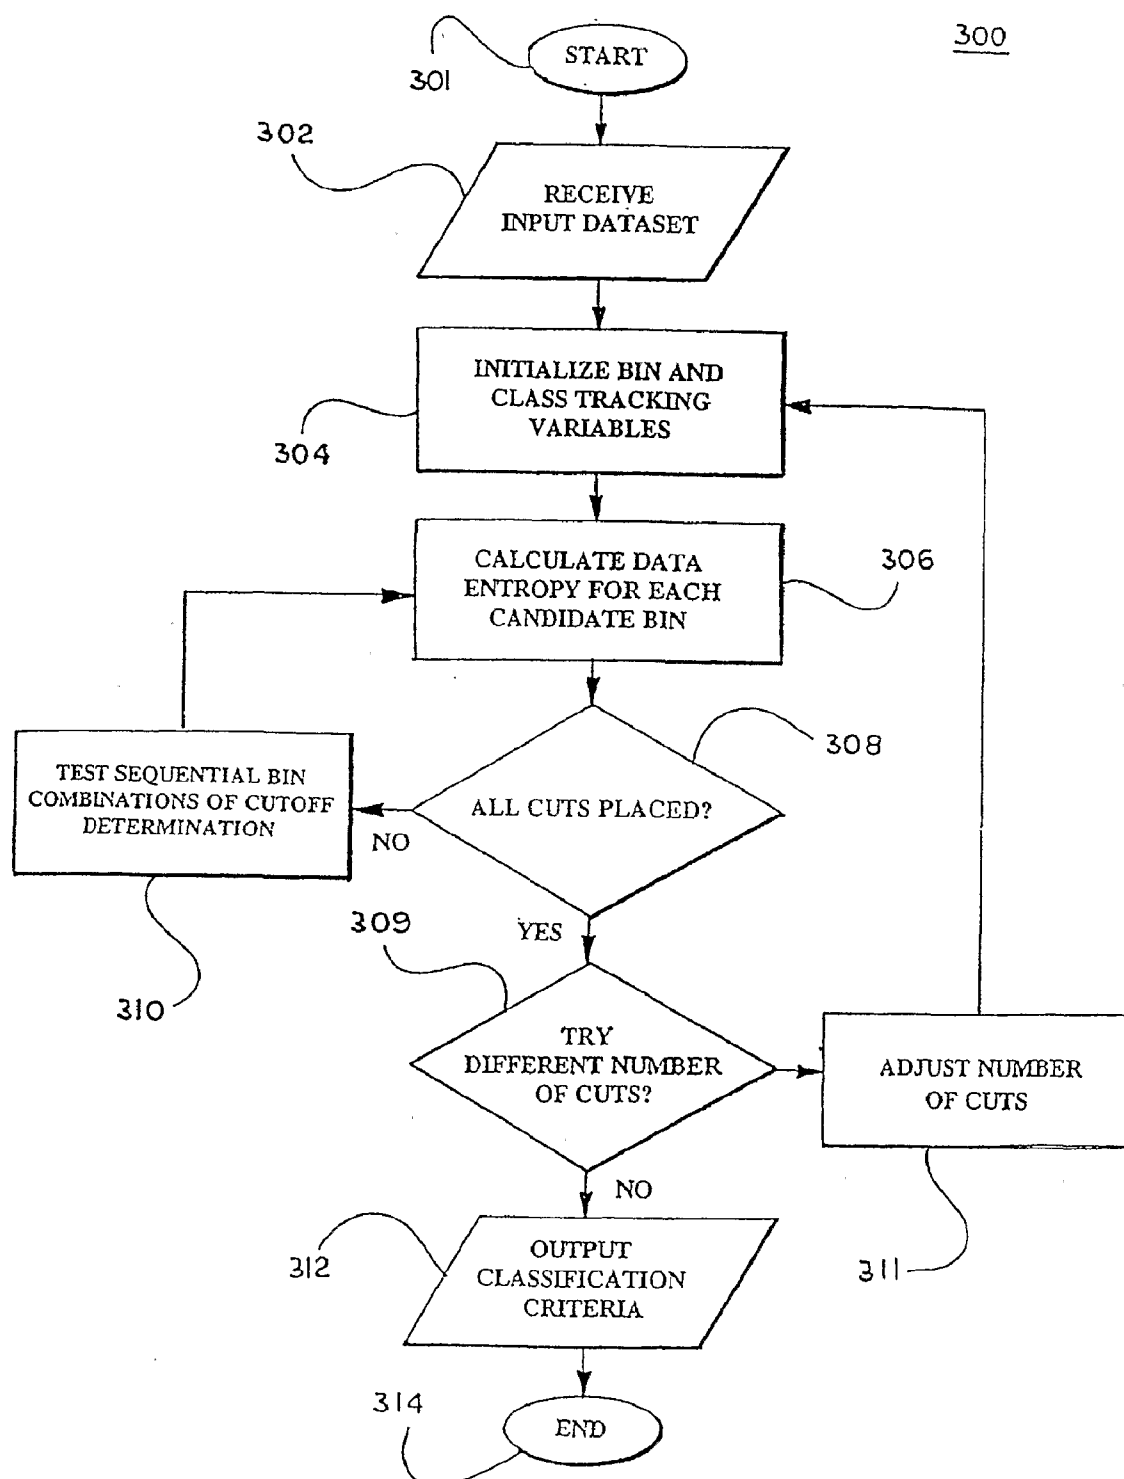 300
START
301
302
RECEIVE
INPUT DATASET
INITIALIZE BIN AND
CLASS TRACKING
VARIABLES
304
CALCULATE DATA
ENTROPY FOR EACH
CANDIDATE BIN
306
308
TEST SEQUENTIAL BIN
COMBINATIONS OF CUTOFF
DETERMINATION
ALL CUTS PLACED?
NO
310
YES
309
TRY
DIFFERENT NUMBER
OF CUTS?
ADJUST NUMBER
OF CUTS
NO
311
312
OUTPUT
CLASSIFICATION
CRITERIA
314
END